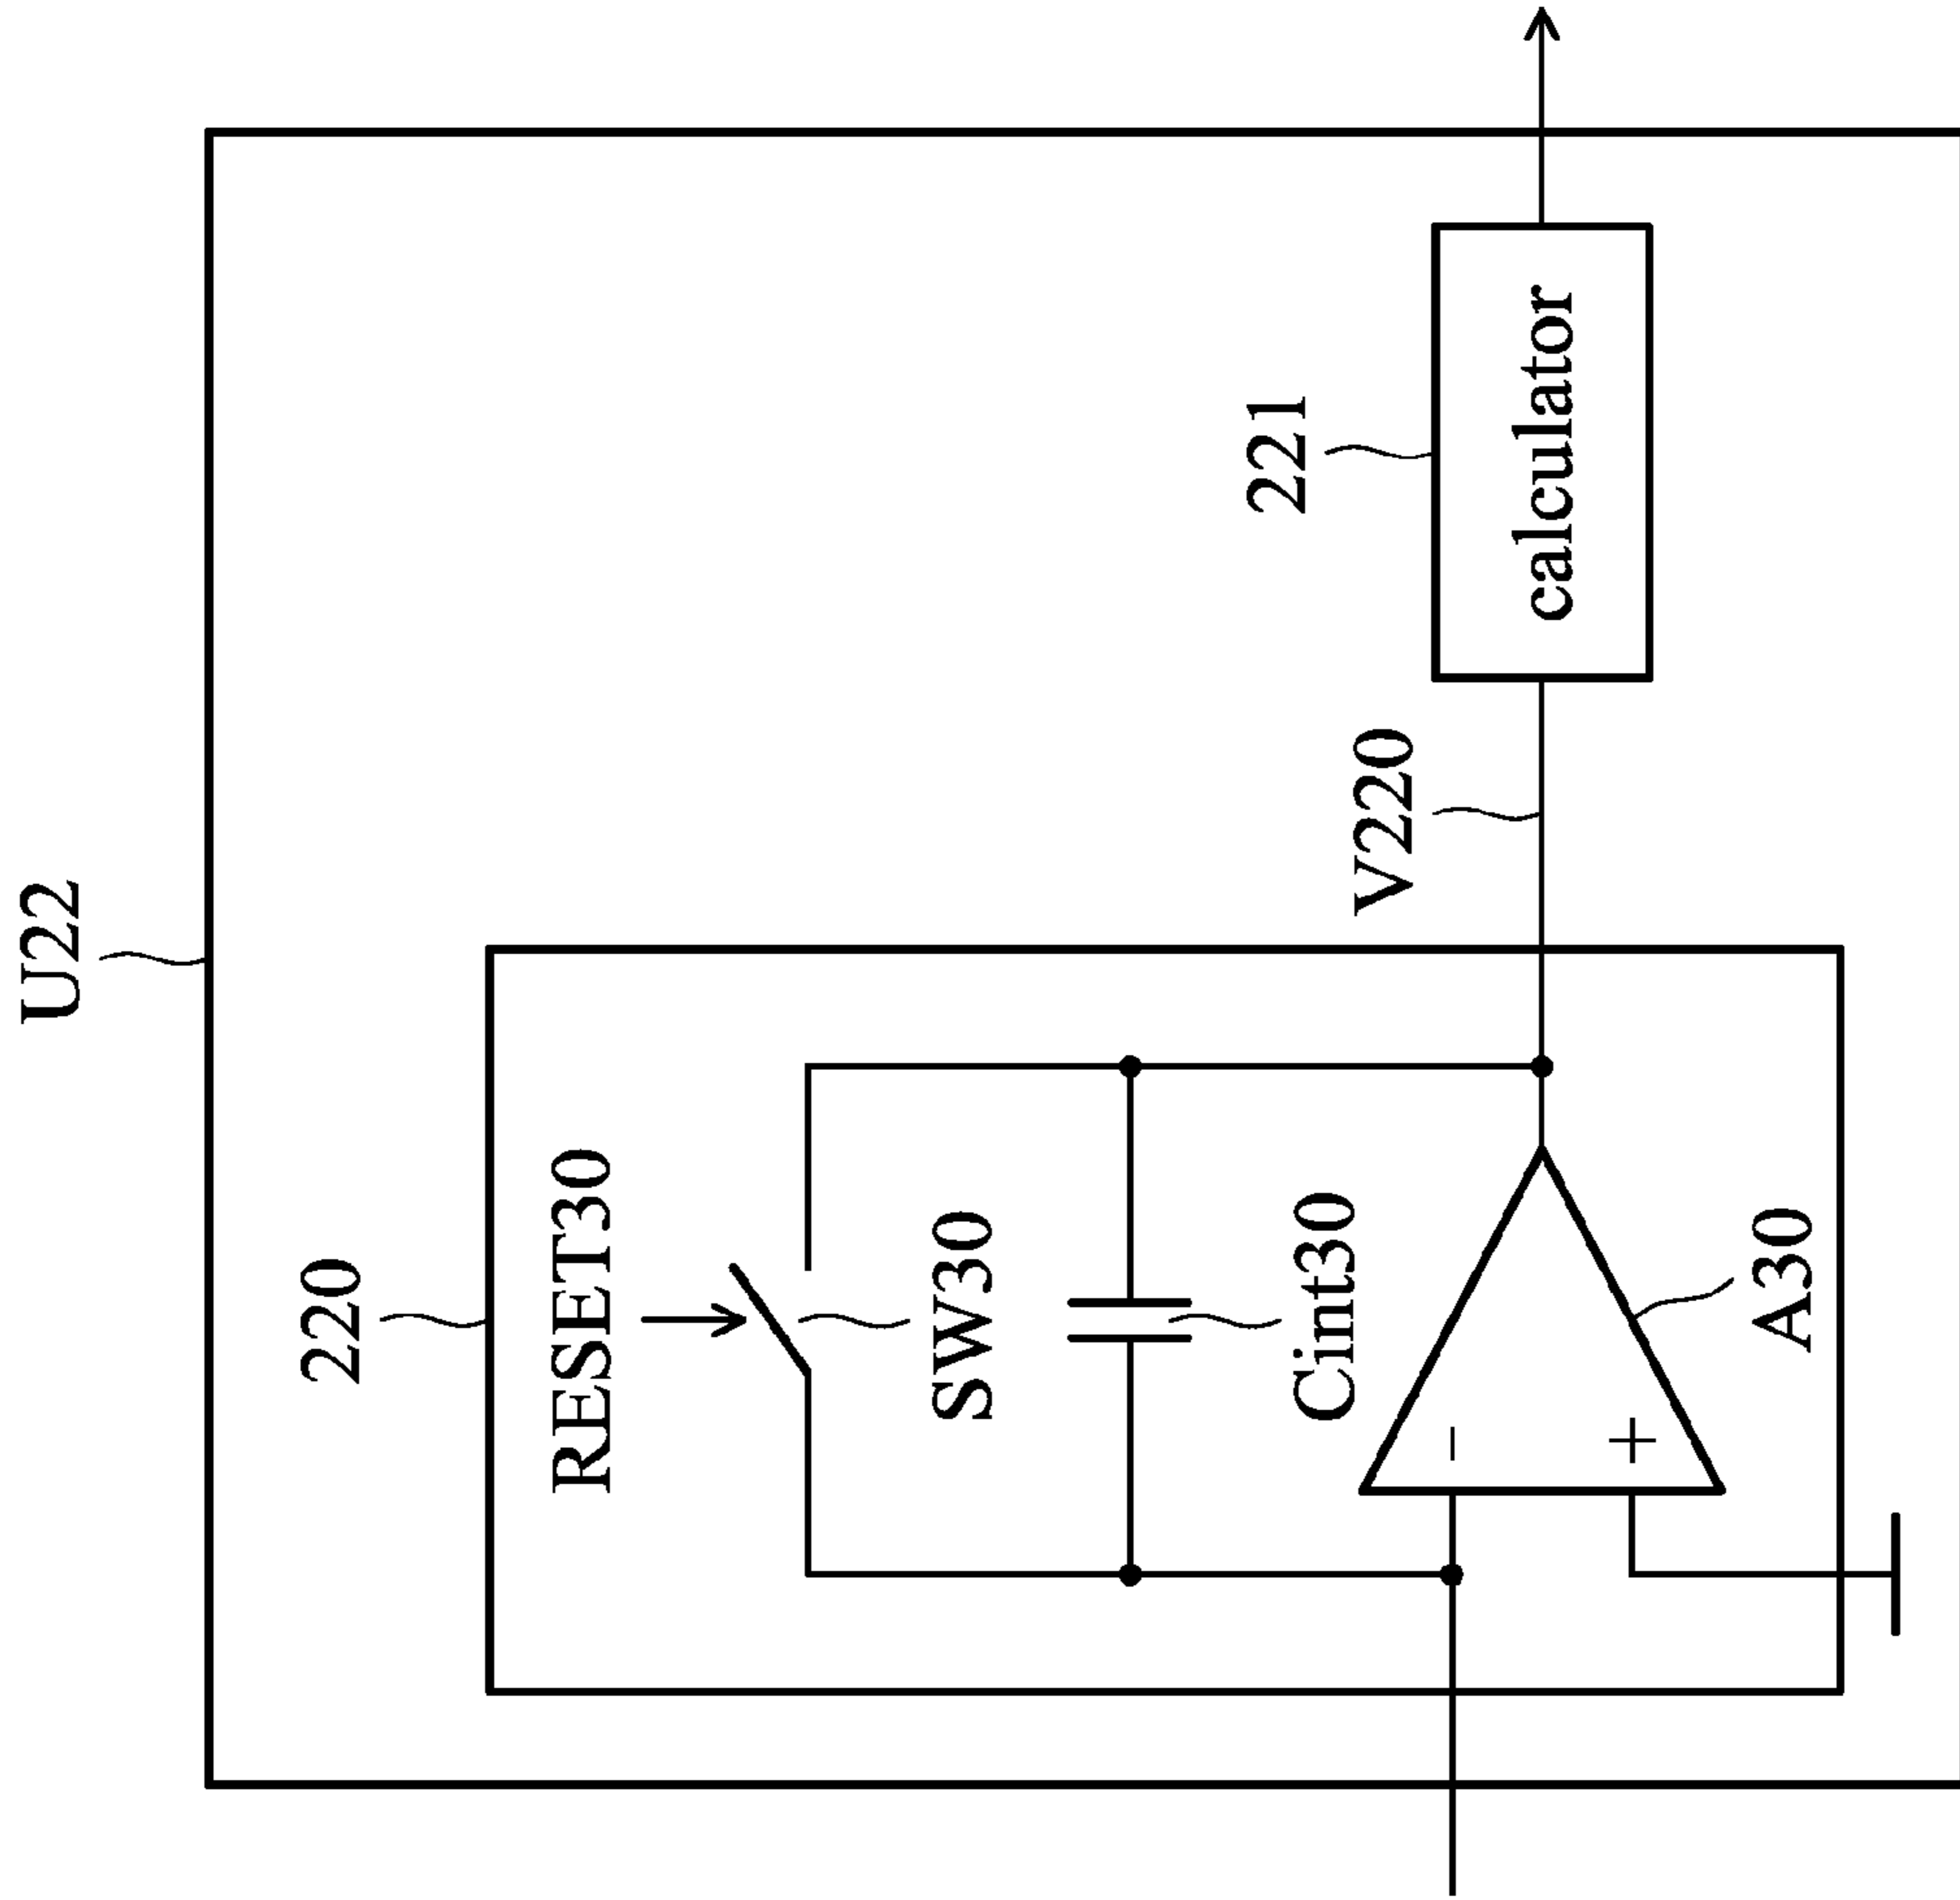 U22
220
RESET30
SW30
Cint30
−
+
A30
V220
221
calculator